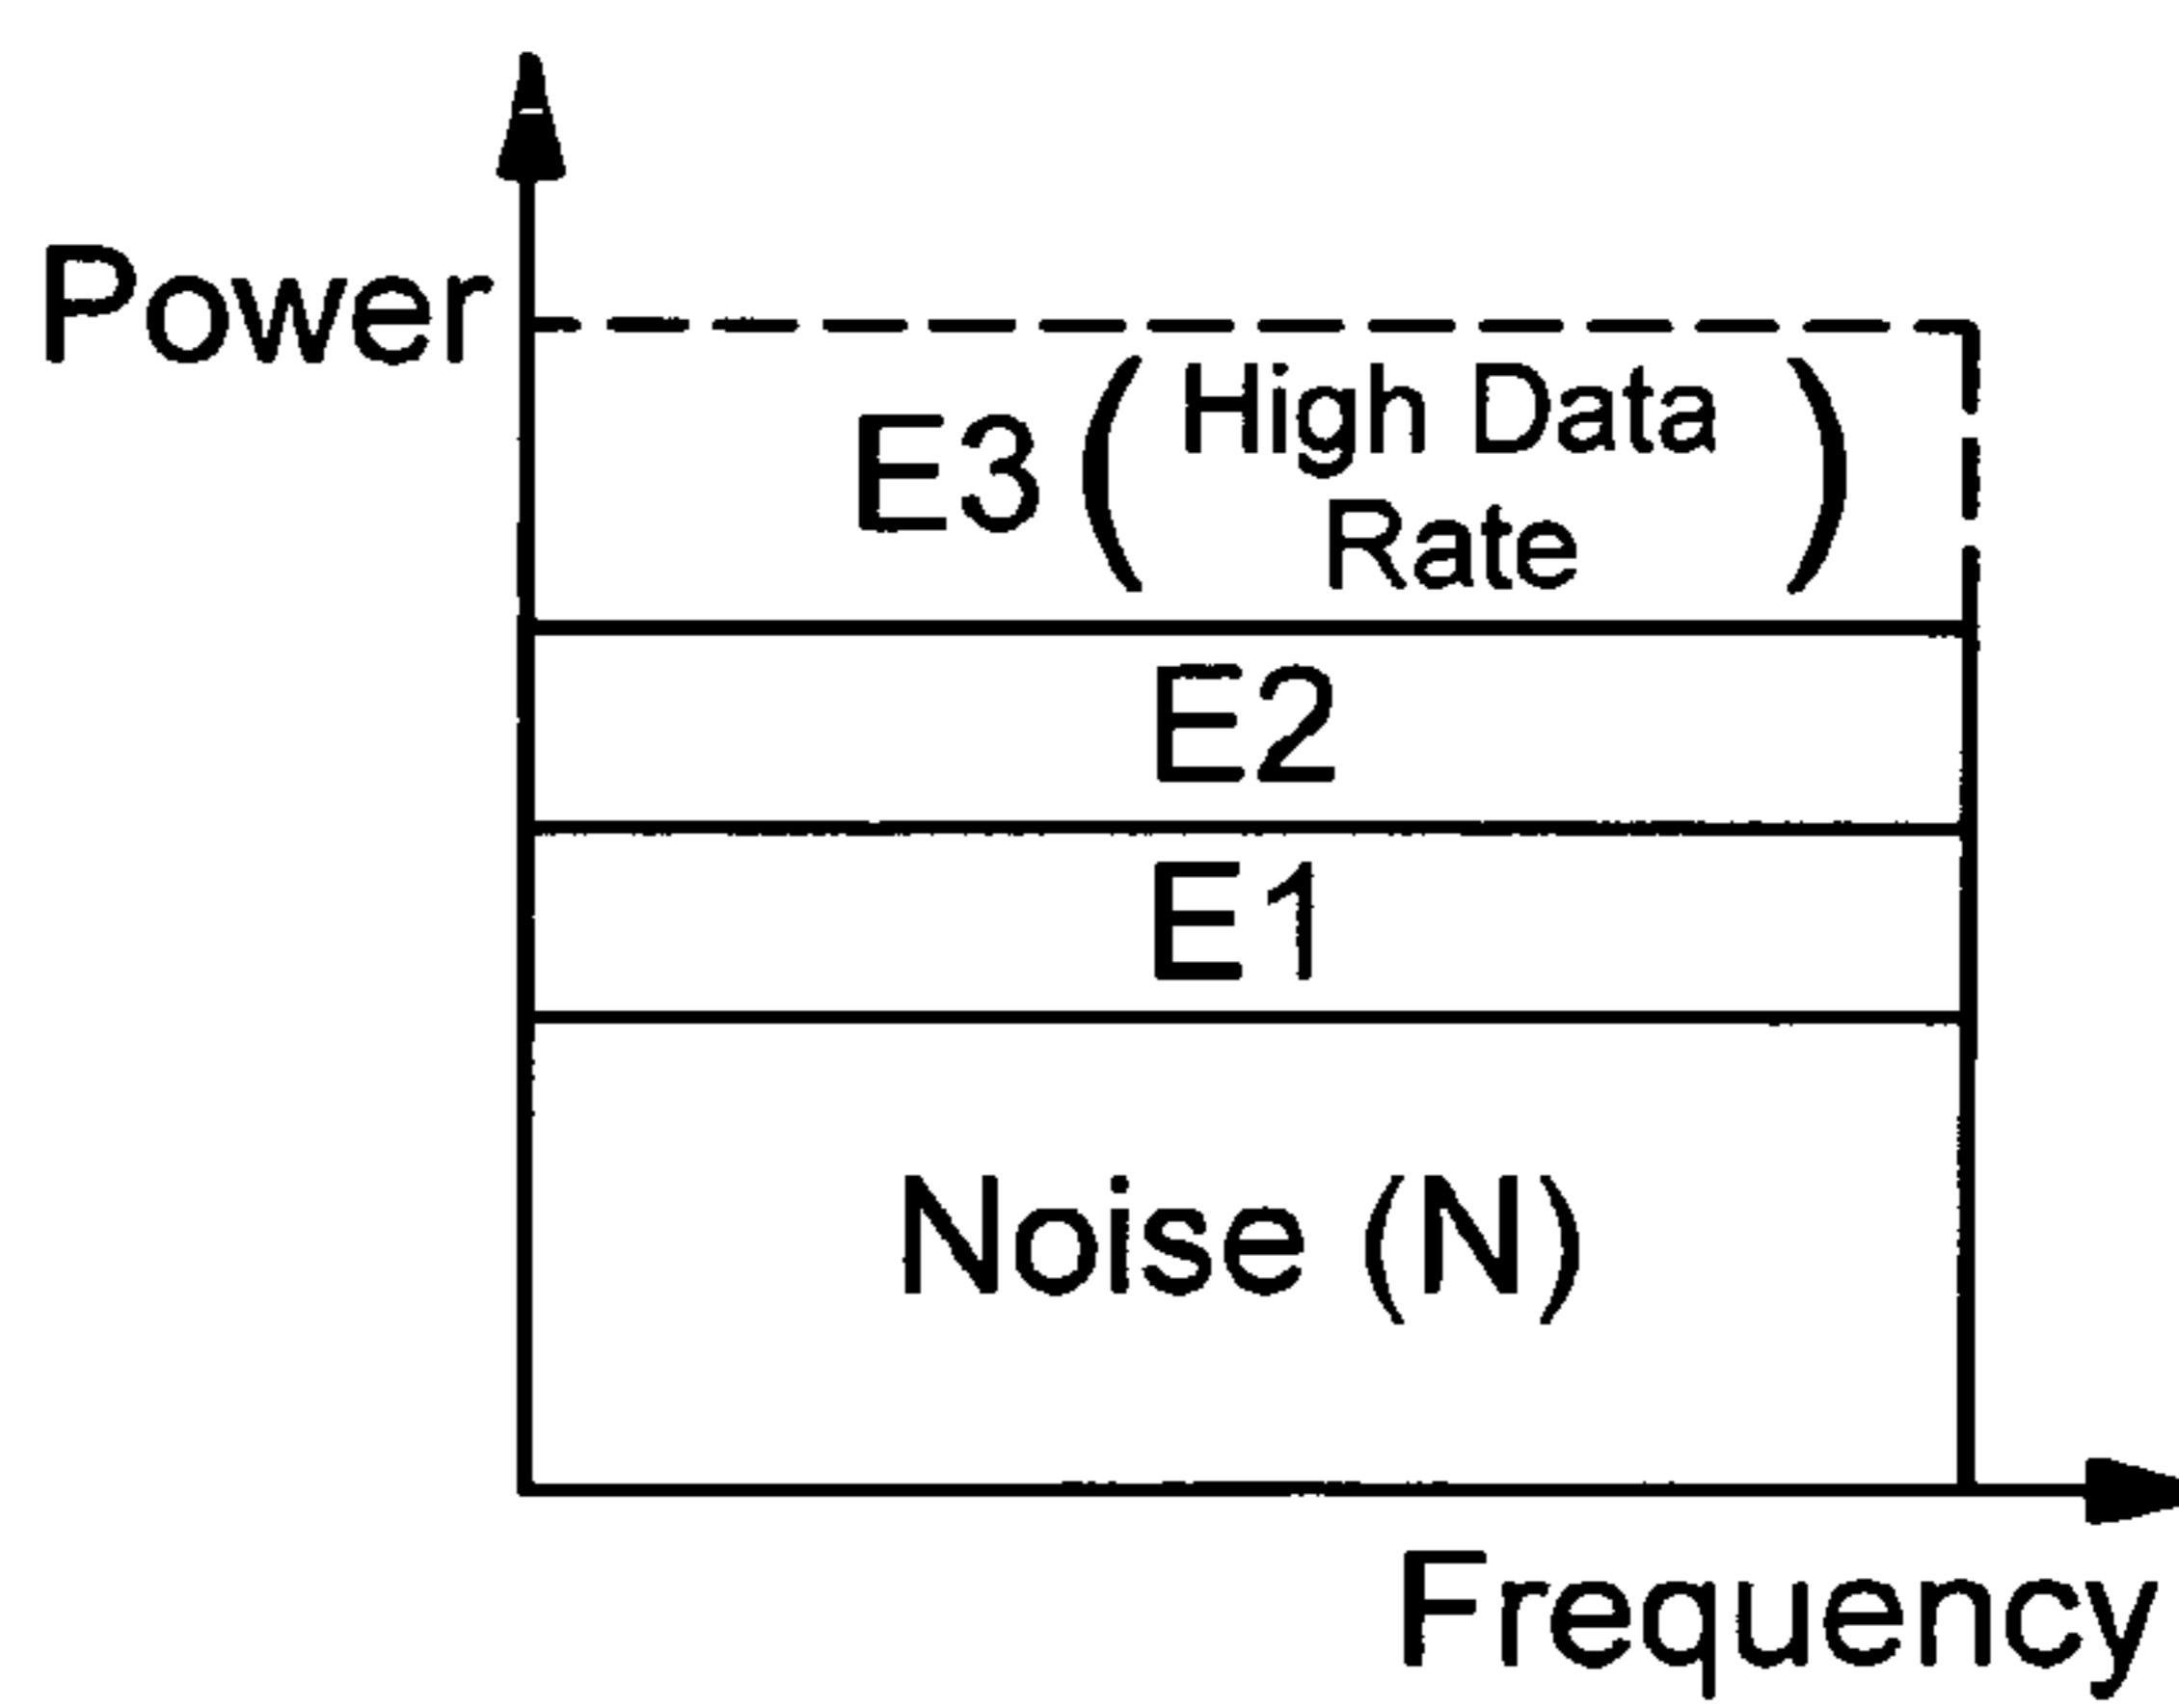 Power
E3 (High Data
Rate)
E2
E1
Noise (N)
Frequency